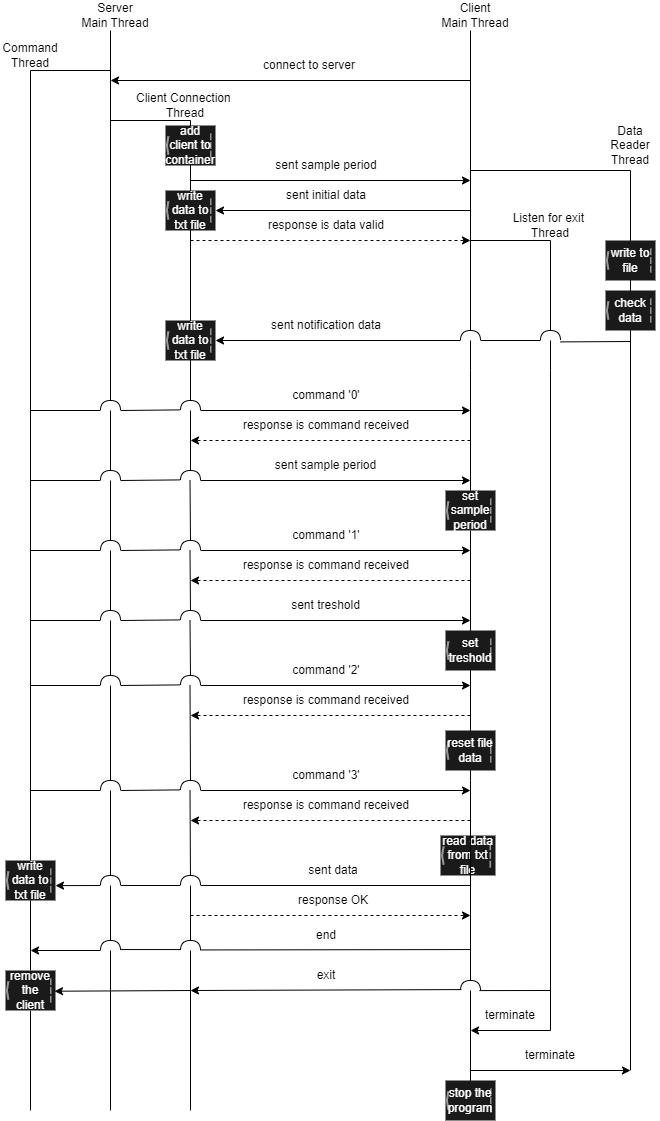 Server
Main Thread
Client
Main Thread
Command
Thread
connect to server
Client Connection
Thread
add
client to
container
Data
Reader
Thread
sent sample period
write
data to
txt file
sent initial data
response is data valid
Listen for exit
Thread
write to
file
check
data
write
data to
txt file
sent notification data
command '0'
response is command received
sent sample period
set
sample
period
command '1'
response is command received
sent treshold
set
treshold
command '2'
response is command received
reset file
data
command '3'
response is command received
read data
from txt
file
write
data to
txt file
sent data
response OK
end
remove
the
client
exit
terminate
terminate
stop the
program